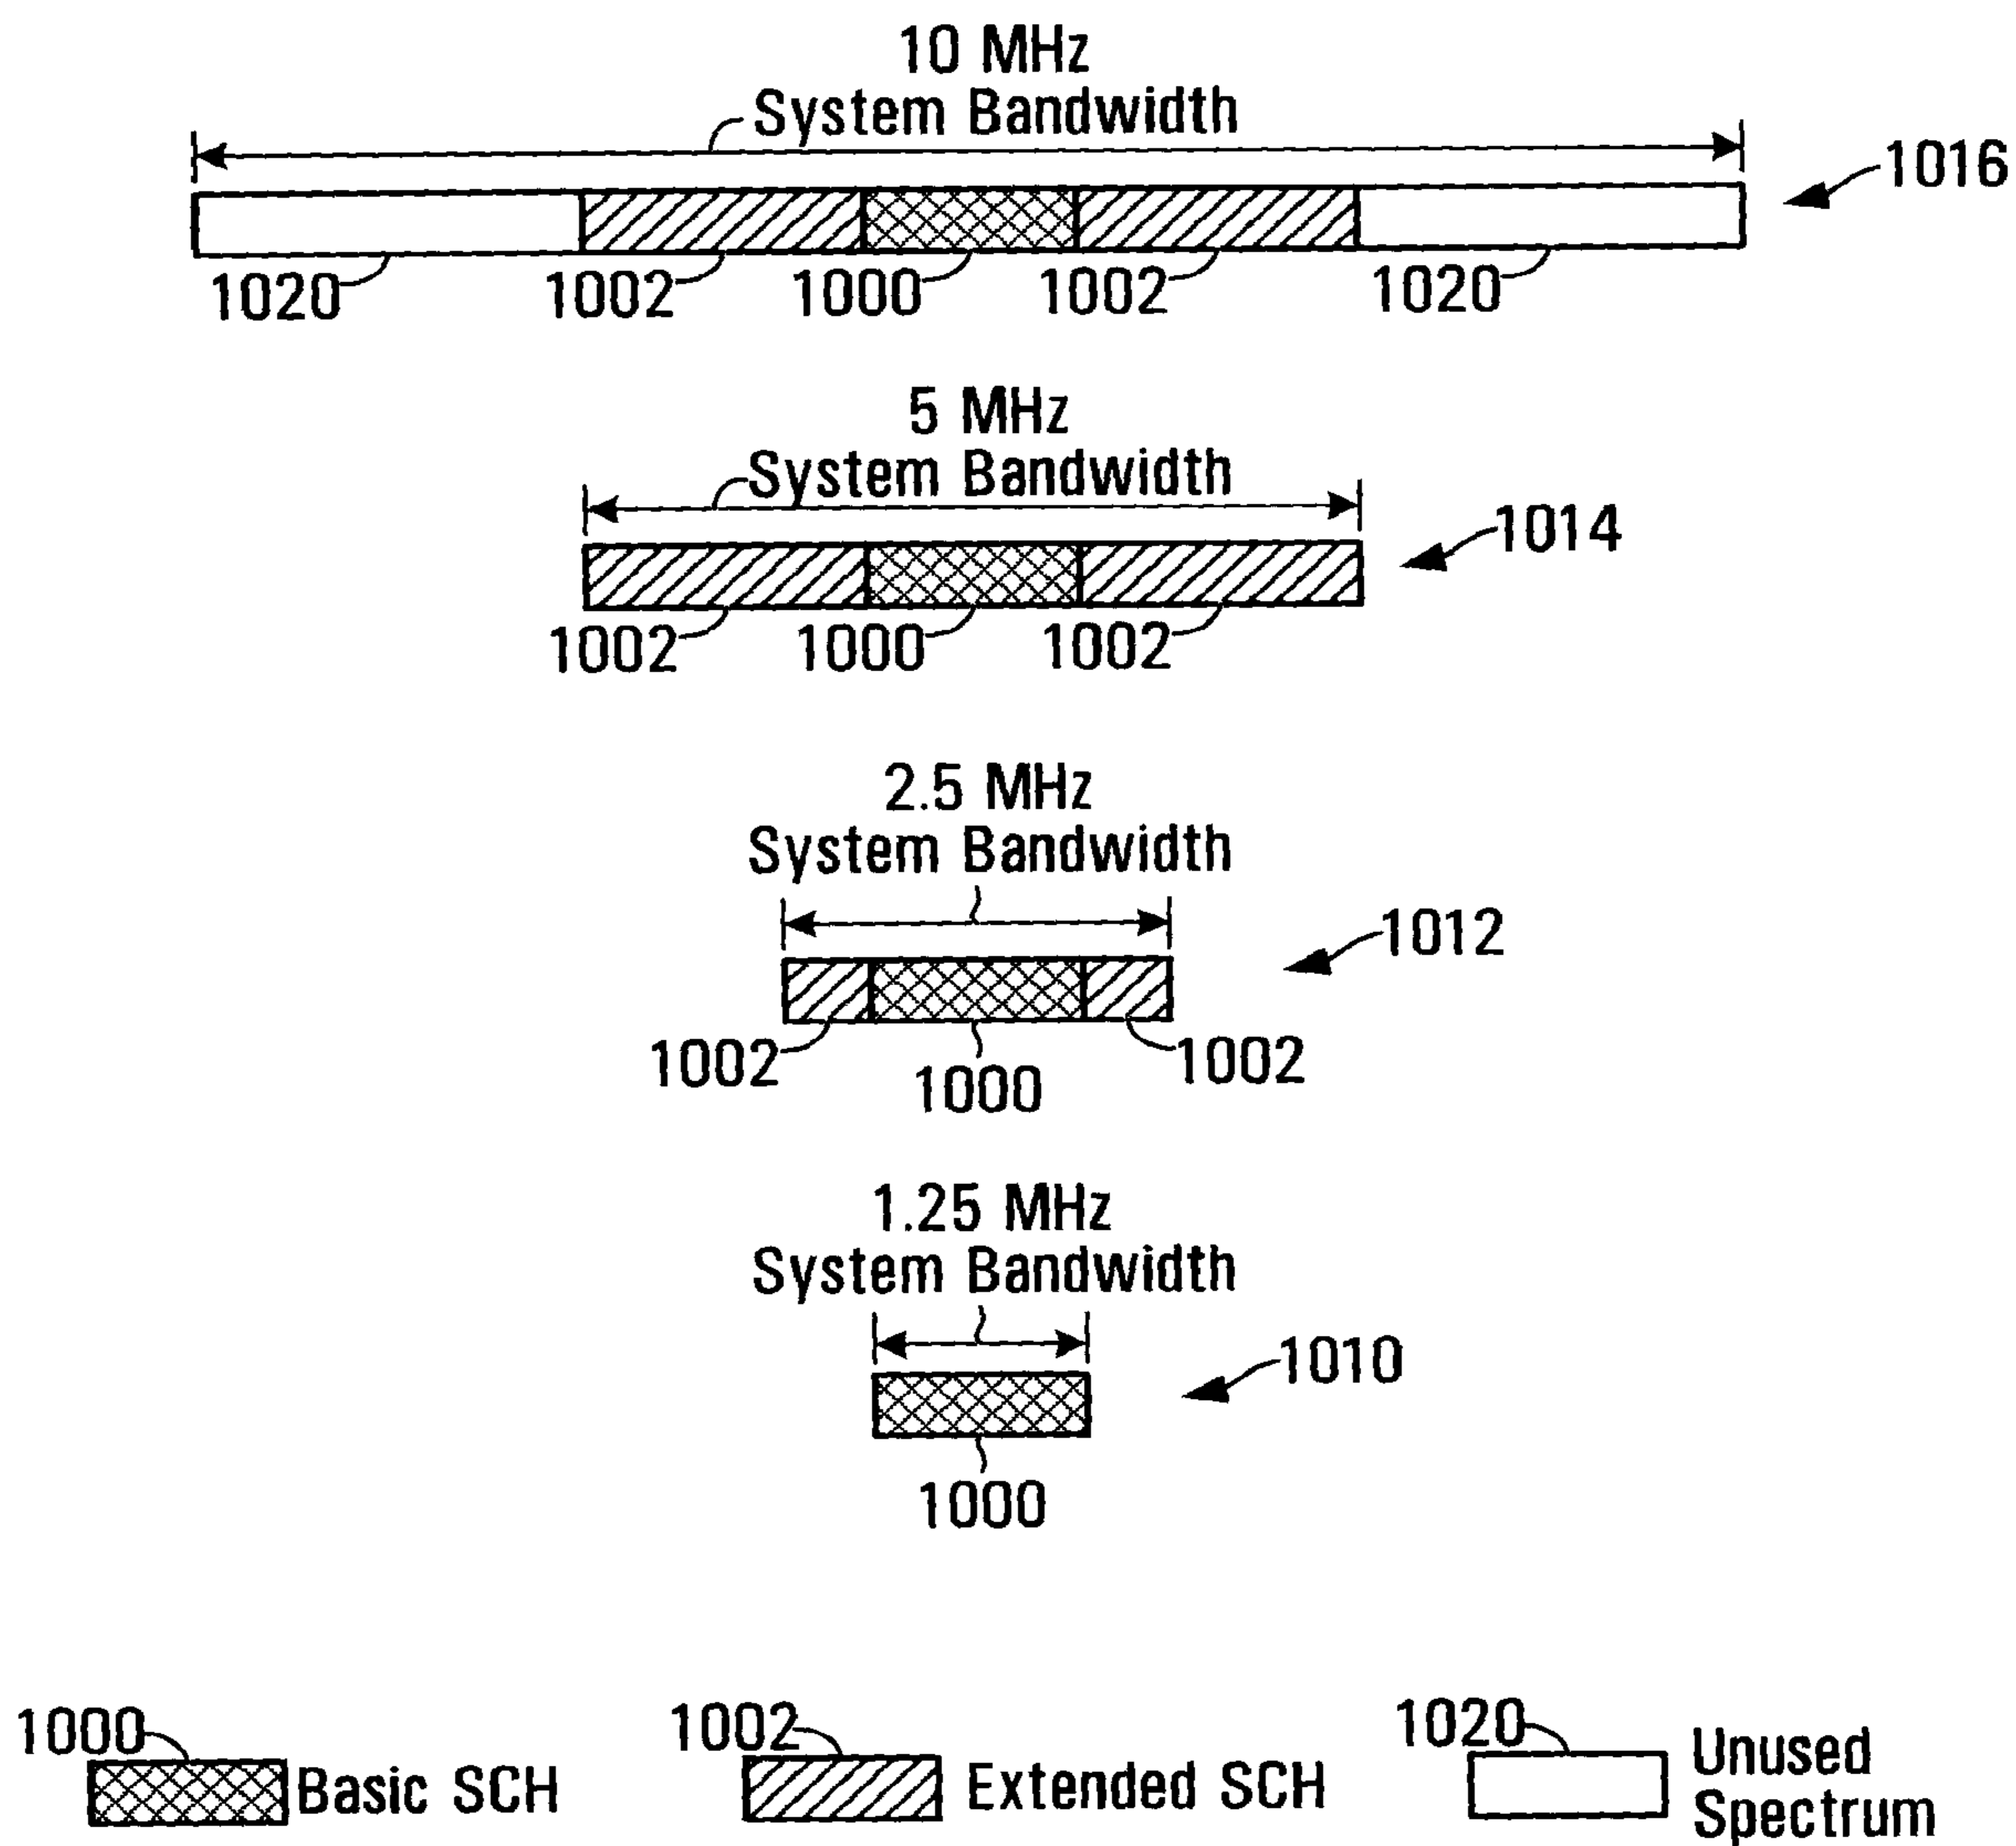 10 MHz
System Bandwidth
1016
1020 1002 1000 1002 1020
5 MHz
System Bandwidth
1014
1002 1000 1002
2.5 MHz
System Bandwidth
1012
1002 1000 1002
1.25 MHz
System Bandwidth
1010
1000
1000 Basic SCH
1002 Extended SCH
1020 Unused
Spectrum